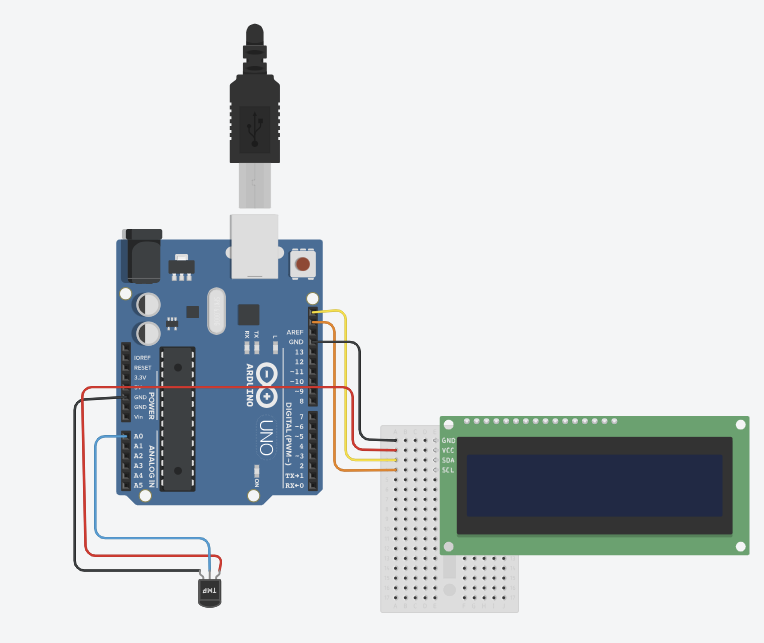 AREF
GND
13
12
~11
~10
~9
8
7
~6
~5
4
~3
2
TX→1
RX←0
DIGITAL (PWM~)
IOREF
RESET
3.3V
GND
GND
Vin
POWER
A0
A1
A2
A3
A4
A5
ANALOG IN
RX
TX
L
ARDUINO
UNO
ON
GND
VCC
SDA
SCL
TMP